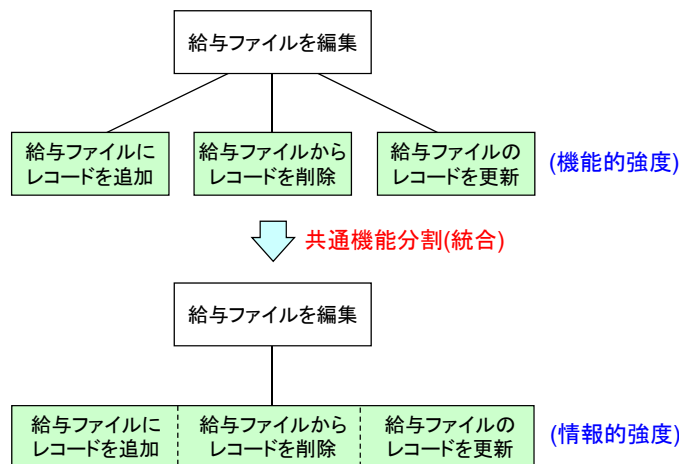 給与ファイルを編集
給与ファイルに
レコードを追加
給与ファイルから
レコードを削除
給与ファイルの
レコードを更新
(機能的強度)
共通機能分割(統合)
給与ファイルを編集
給与ファイルに
レコードを追加
給与ファイルから
レコードを削除
給与ファイルの
レコードを更新
(情報的強度)